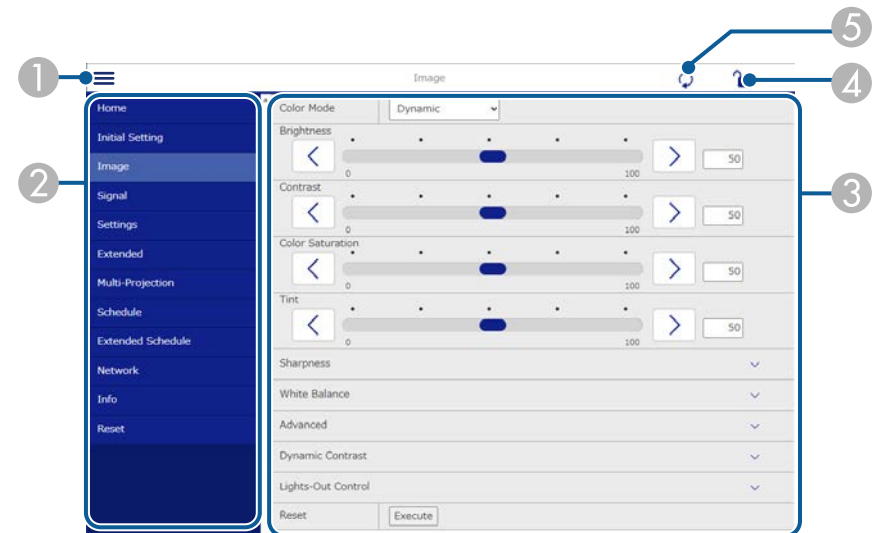 5
1
Image
4
Home
Initial Setting
Image
2
Signal
Settings
Extended
Multi-Projection
Schedule
Extended Schedule
Network
Info
Reset
Color Mode
Dynamic
Brightness
0
100
50
Contrast
0
100
50
3
Color Saturation
0
100
50
Tint
0
100
50
Sharpness
White Balance
Advanced
Dynamic Contrast
Lights-Out Control
Reset
Execute